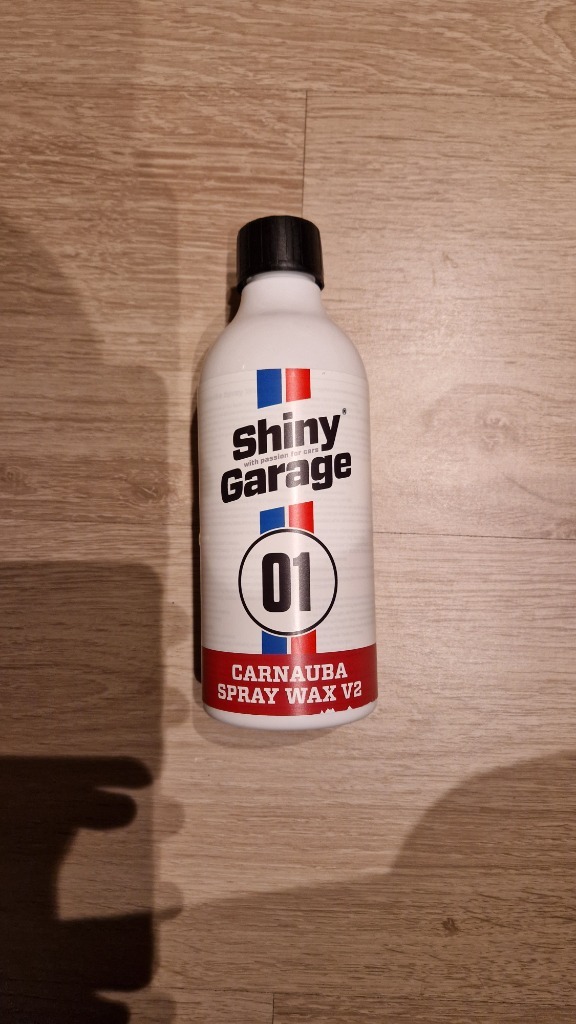 Shiny®
with passion for cars
Garage
01
CARNAUBA
SPRAY WAX V2